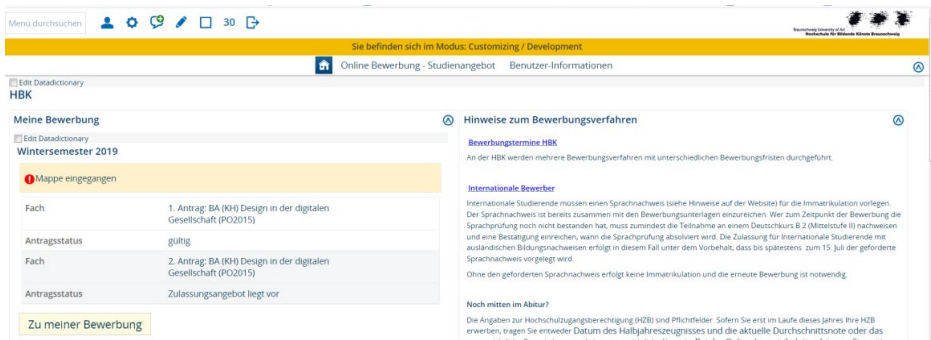 Menü durchsuchen
30
Braunschweig University of Art
Hochschule für Bildende Künste Braunschweig
Sie befinden sich im Modus: Customizing / Development
Online Bewerbung - Studienangebot Benutzer-Informationen
Edit Datadictionary
HBK
Meine Bewerbung
Edit Datadictionary
Wintersemester 2019
Mappe eingegangen
Fach 1. Antrag: BA (KH) Design in der digitalen
Gesellschaft (PO2015)
Antragsstatus gültig
Fach 2. Antrag: BA (KH) Design in der digitalen
Gesellschaft (PO2015)
Antragsstatus Zulassungsangebot liegt vor
Zu meiner Bewerbung
Hinweise zum Bewerbungsverfahren
Bewerbungstermine HBK
An der HBK werden mehrere Bewerbungsverfahren mit unterschiedlichen Bewerbungsfristen durchgeführt.
Internationale Bewerber
Internationale Studierende müssen einen Sprachnachweis (siehe Hinweise auf der Website) für die Immatrikulation vorlegen.
Der Sprachnachweis ist bereits zusammen mit den Bewerbungsunterlagen einzureichen. Wer zum Zeitpunkt der Bewerbung die
Sprachprüfung noch nicht bestanden hat, muss zumindest die Teilnahme an einem Deutschkurs B 2 (Mittelstufe II) nachweisen
und eine Bestätigung einreichen, wann die Sprachprüfung absolviert wird. Die Zulassung für Internationale Studierende mit
ausländischen Bildungsnachweisen erfolgt in diesem Fall unter dem Vorbehalt, dass bis spätestens zum 15. Juli der geforderte
Sprachnachweis vorgelegt wird.
Ohne den geforderten Sprachnachweis erfolgt keine Immatrikulation und die erneute Bewerbung ist notwendig.
Noch mitten im Abitur?
Die Angaben zur Hochschulzugangsberechtigung (HZB) sind Pflichtfelder. Sofern Sie erst im Laufe dieses Jahres Ihre HZB
erwerben, tragen Sie entweder Datum des Halbjahreszeugnisses und die aktuelle Durchschnittsnote oder das